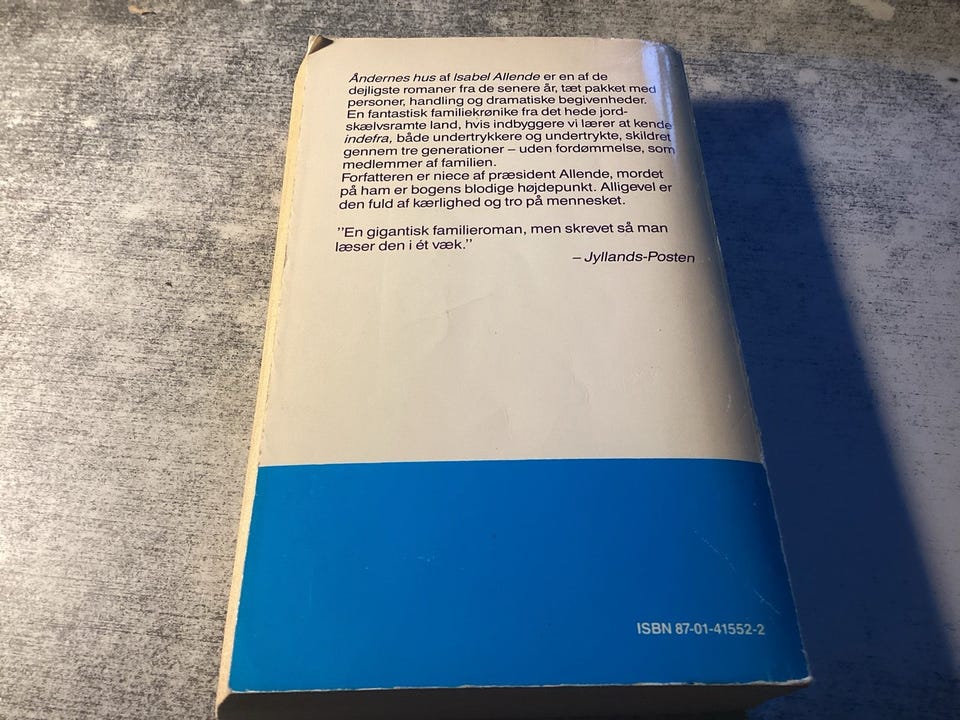 Åndernes hus af Isabel Allende er en af de
dejligste romaner fra de senere år, tæt pakket med
personer, handling og dramatiske begivenheder.
En fantastisk familiekrønike fra det hede jord-
skælvsramte land, hvis indbyggere vi lærer at kende
indefra, både undertrykkere og undertrykte, skildret
gennem tre generationer – uden fordømmelse, som
medlemmer af familien.
Forfatteren er niece af præsident Allende, mordet
på ham er bogens blodige højdepunkt. Alligevel er
den fuld af kærlighed og tro på mennesket.
"En gigantisk familieroman, men skrevet så man
læser den i ét væk."
– Jyllands-Posten
ISBN 87-01-41552-2